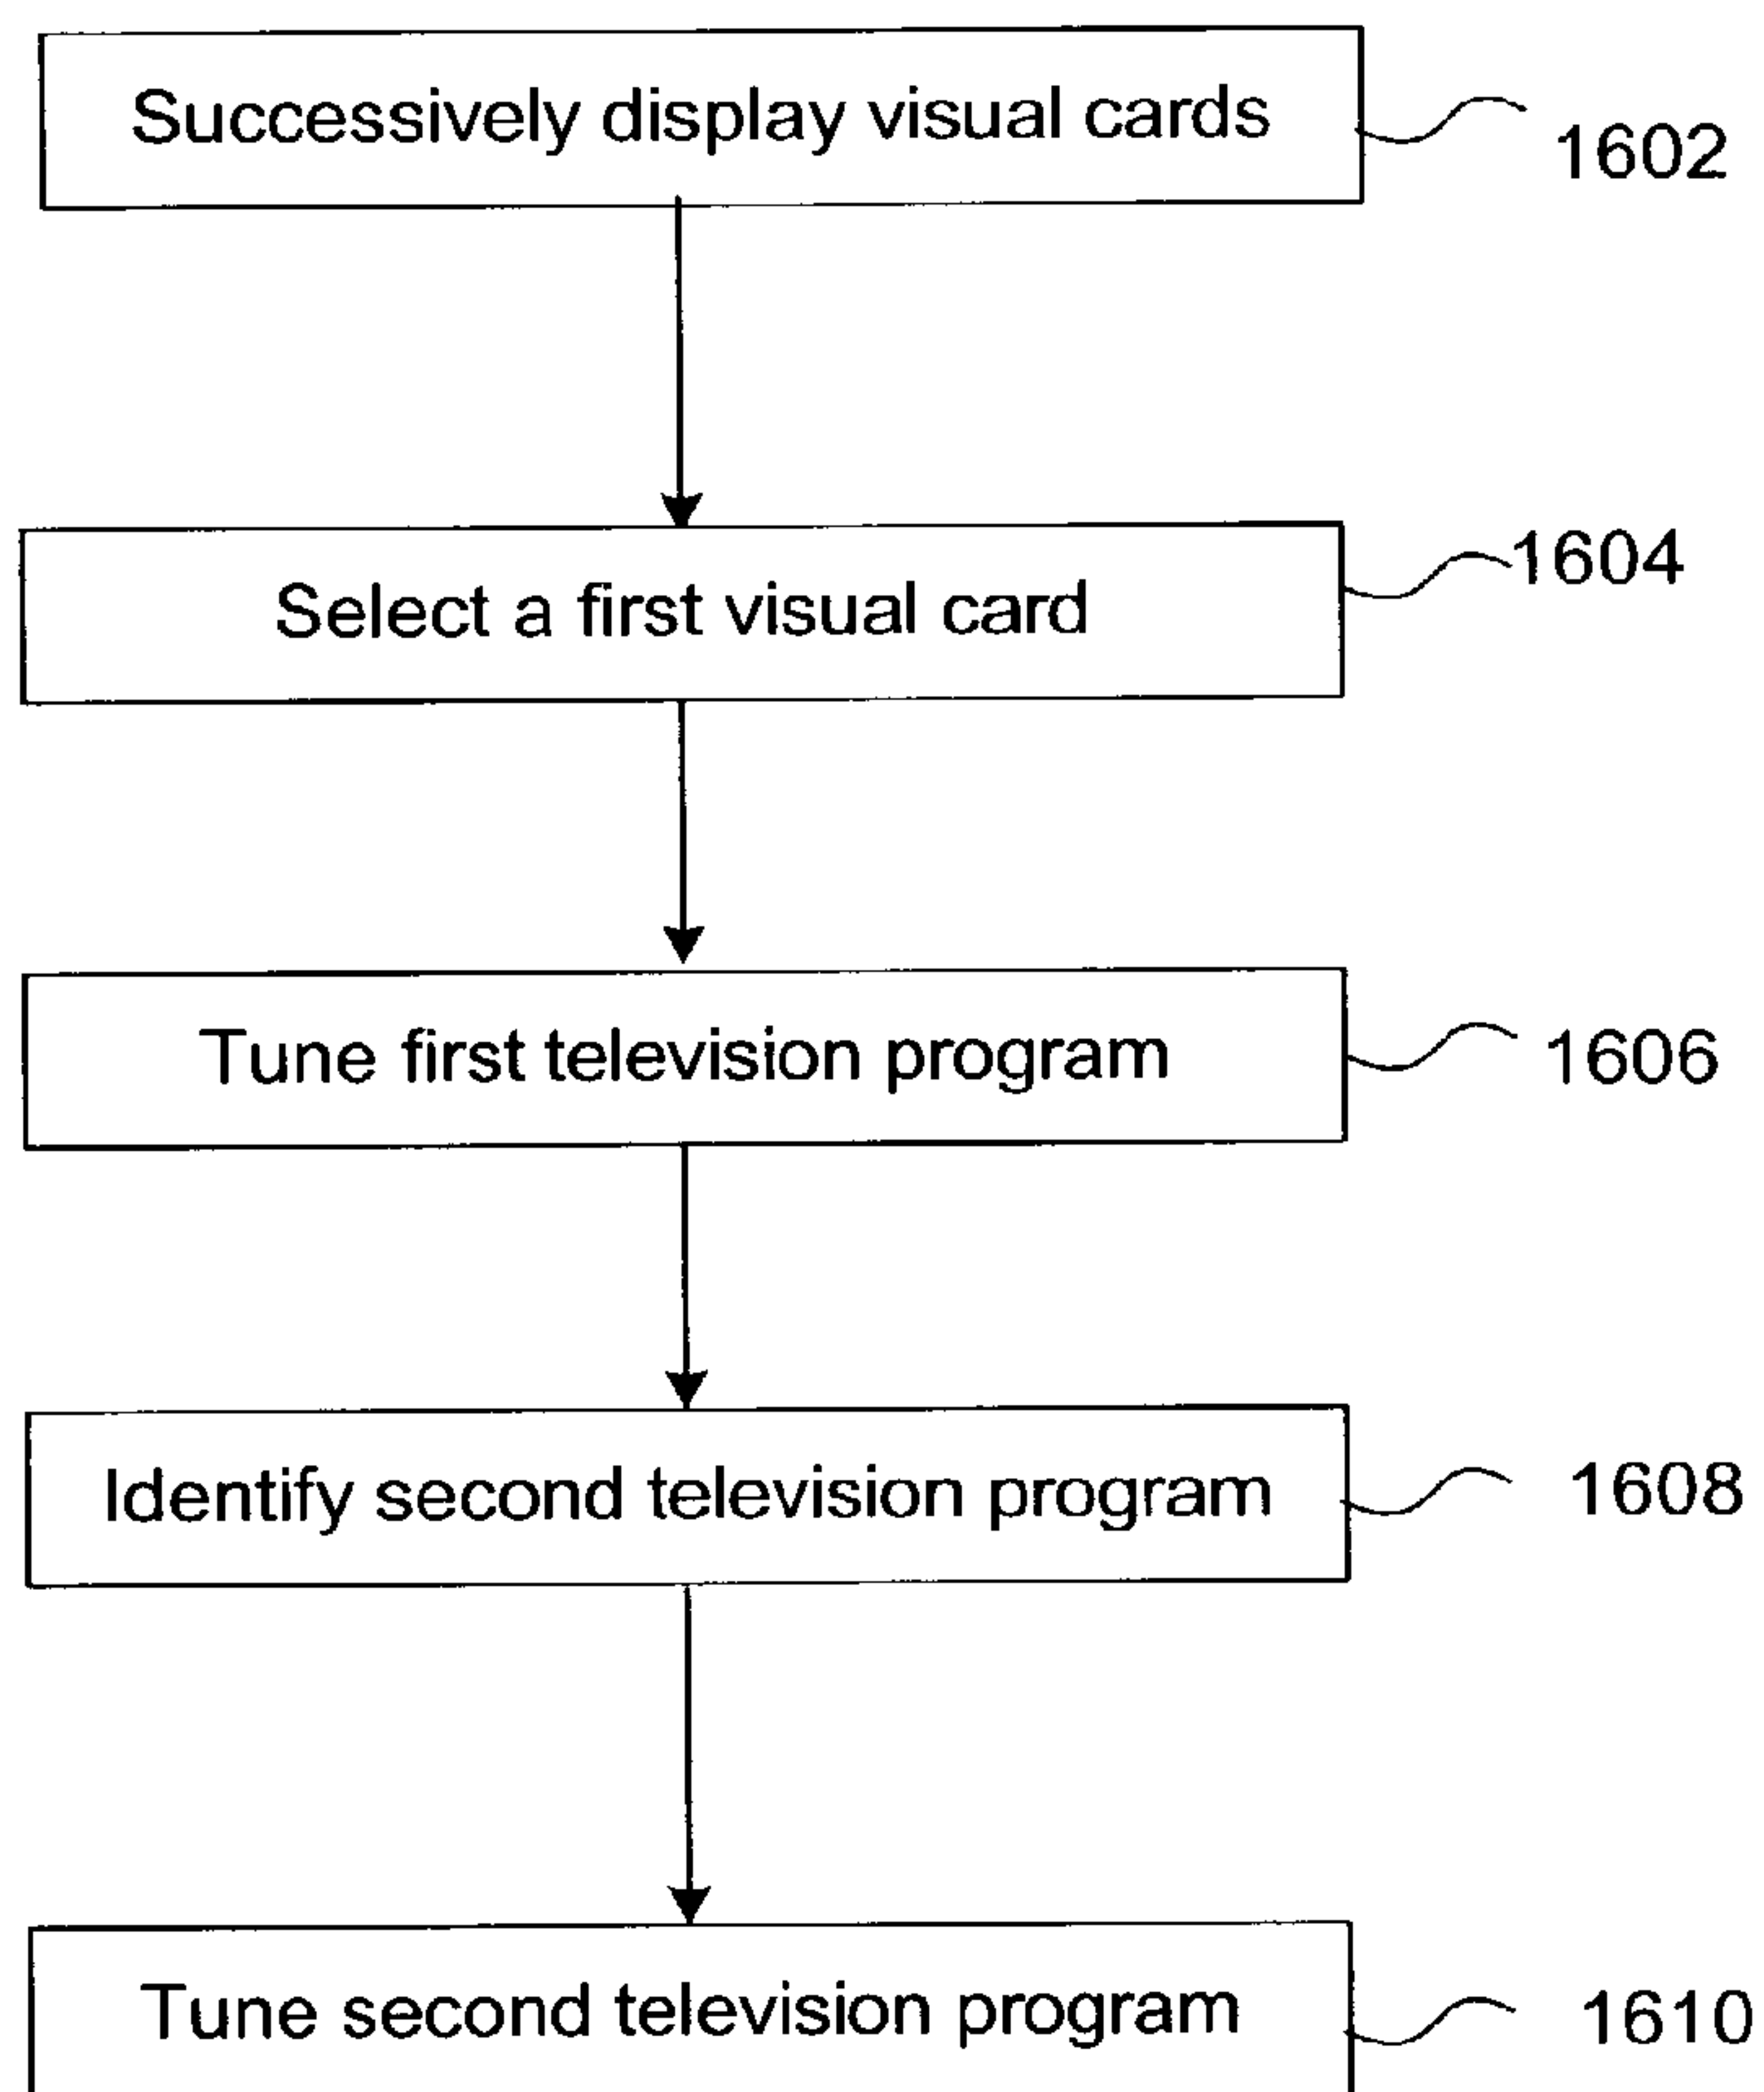 Successively display visual cards
1602
Select a first visual card
1604
Tune first television program
1606
Identify second television program
1608
Tune second television program
1610